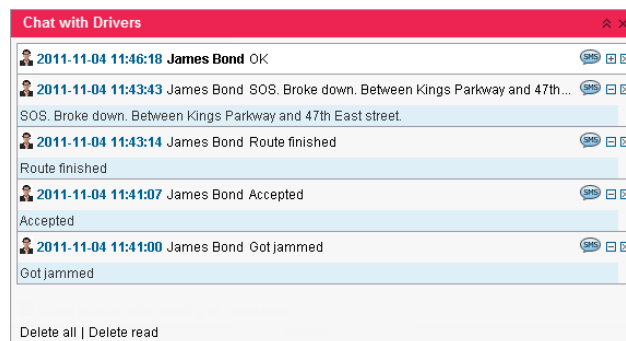 Chat with Drivers
2011-11-04 11:46:18 James Bond OK SMS
2011-11-04 11:43:43 James Bond SOS. Broke down. Between Kings Parkway and 47th... SMS
SOS. Broke down. Between Kings Parkway and 47th East street.
2011-11-04 11:43:14 James Bond Route finished SMS
Route finished
2011-11-04 11:41:07 James Bond Accepted SMS
Accepted
2011-11-04 11:41:00 James Bond Got jammed SMS
Got jammed
Delete all | Delete read